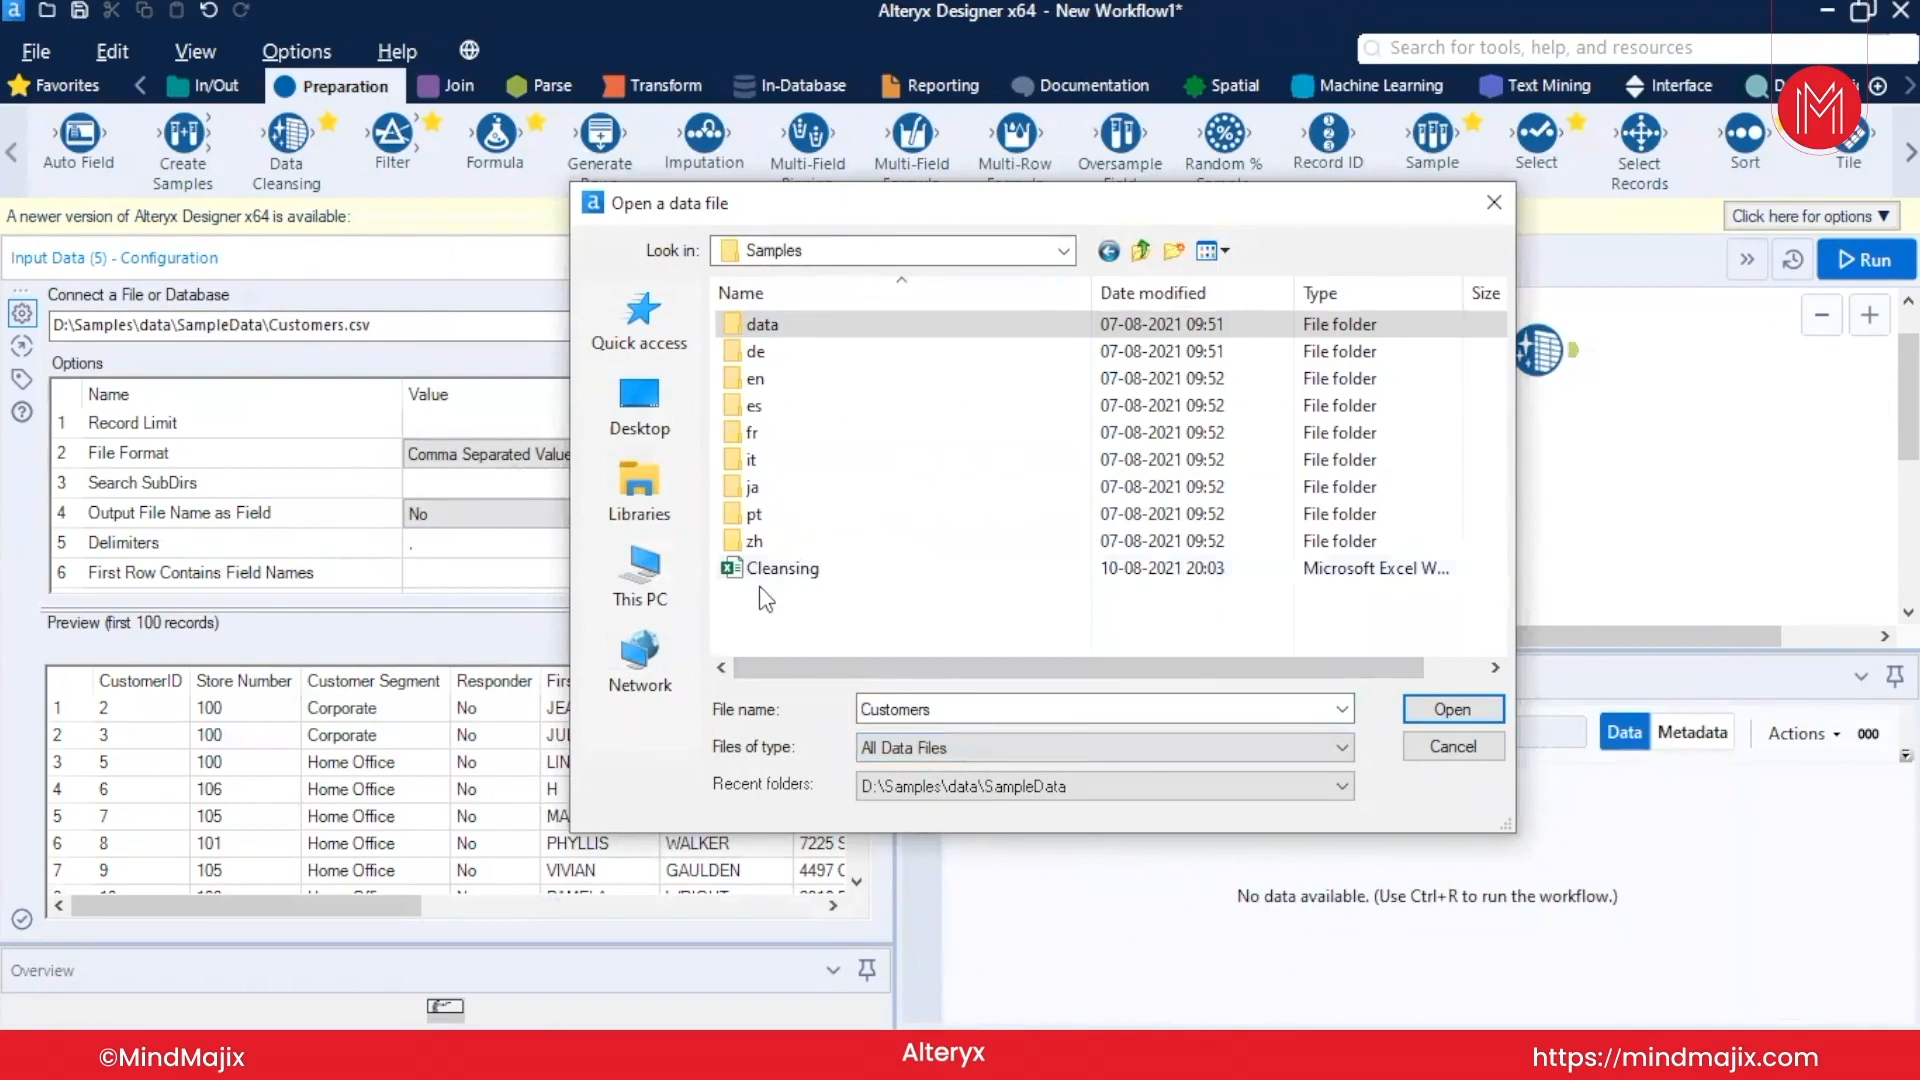 Alteryx Designer x64 - New Workflow1*
File Edit View Options Help
Search for tools, help, and resources
Favorites In/Out Preparation Join Parse Transform In-Database Reporting Documentation Spatial Machine Learning Text Mining Interface
Auto Field Create Samples Data Cleansing Filter Formula Generate Imputation Multi-Field Multi-Field Multi-Row Oversample Random % Record ID Sample Select Select Records Sort Tile
A newer version of Alteryx Designer x64 is available:
Click here for options ▼
Input Data (5) - Configuration
Run
Connect a File or Database
D:\Samples\data\SampleData\Customers.csv
Options
Name Value
1 Record Limit
2 File Format Comma Separated Value
3 Search SubDirs
4 Output File Name as Field No
5 Delimiters ,
6 First Row Contains Field Names
Preview (first 100 records)
CustomerID Store Number Customer Segment Responder Firs
1 2 100 Corporate No JEA
2 3 100 Corporate No JUL
3 5 100 Home Office No LIN
4 6 106 Home Office No H
5 7 105 Home Office No MA
6 8 101 Home Office No PHYLLIS WALKER 7225 S
7 9 105 Home Office No VIVIAN GAULDEN 4497 C
Overview
Open a data file
Look in: Samples
Quick access
Desktop
Libraries
This PC
Network
Name Date modified Type Size
data 07-08-2021 09:51 File folder
de 07-08-2021 09:51 File folder
en 07-08-2021 09:52 File folder
es 07-08-2021 09:52 File folder
fr 07-08-2021 09:52 File folder
it 07-08-2021 09:52 File folder
ja 07-08-2021 09:52 File folder
pt 07-08-2021 09:52 File folder
zh 07-08-2021 09:52 File folder
Cleansing 10-08-2021 20:03 Microsoft Excel W...
File name: Customers Open
Files of type: All Data Files Cancel
Recent folders: D:\Samples\data\SampleData
Data Metadata Actions 000
No data available. (Use Ctrl+R to run the workflow.)
©MindMajix
Alteryx
https://mindmajix.com